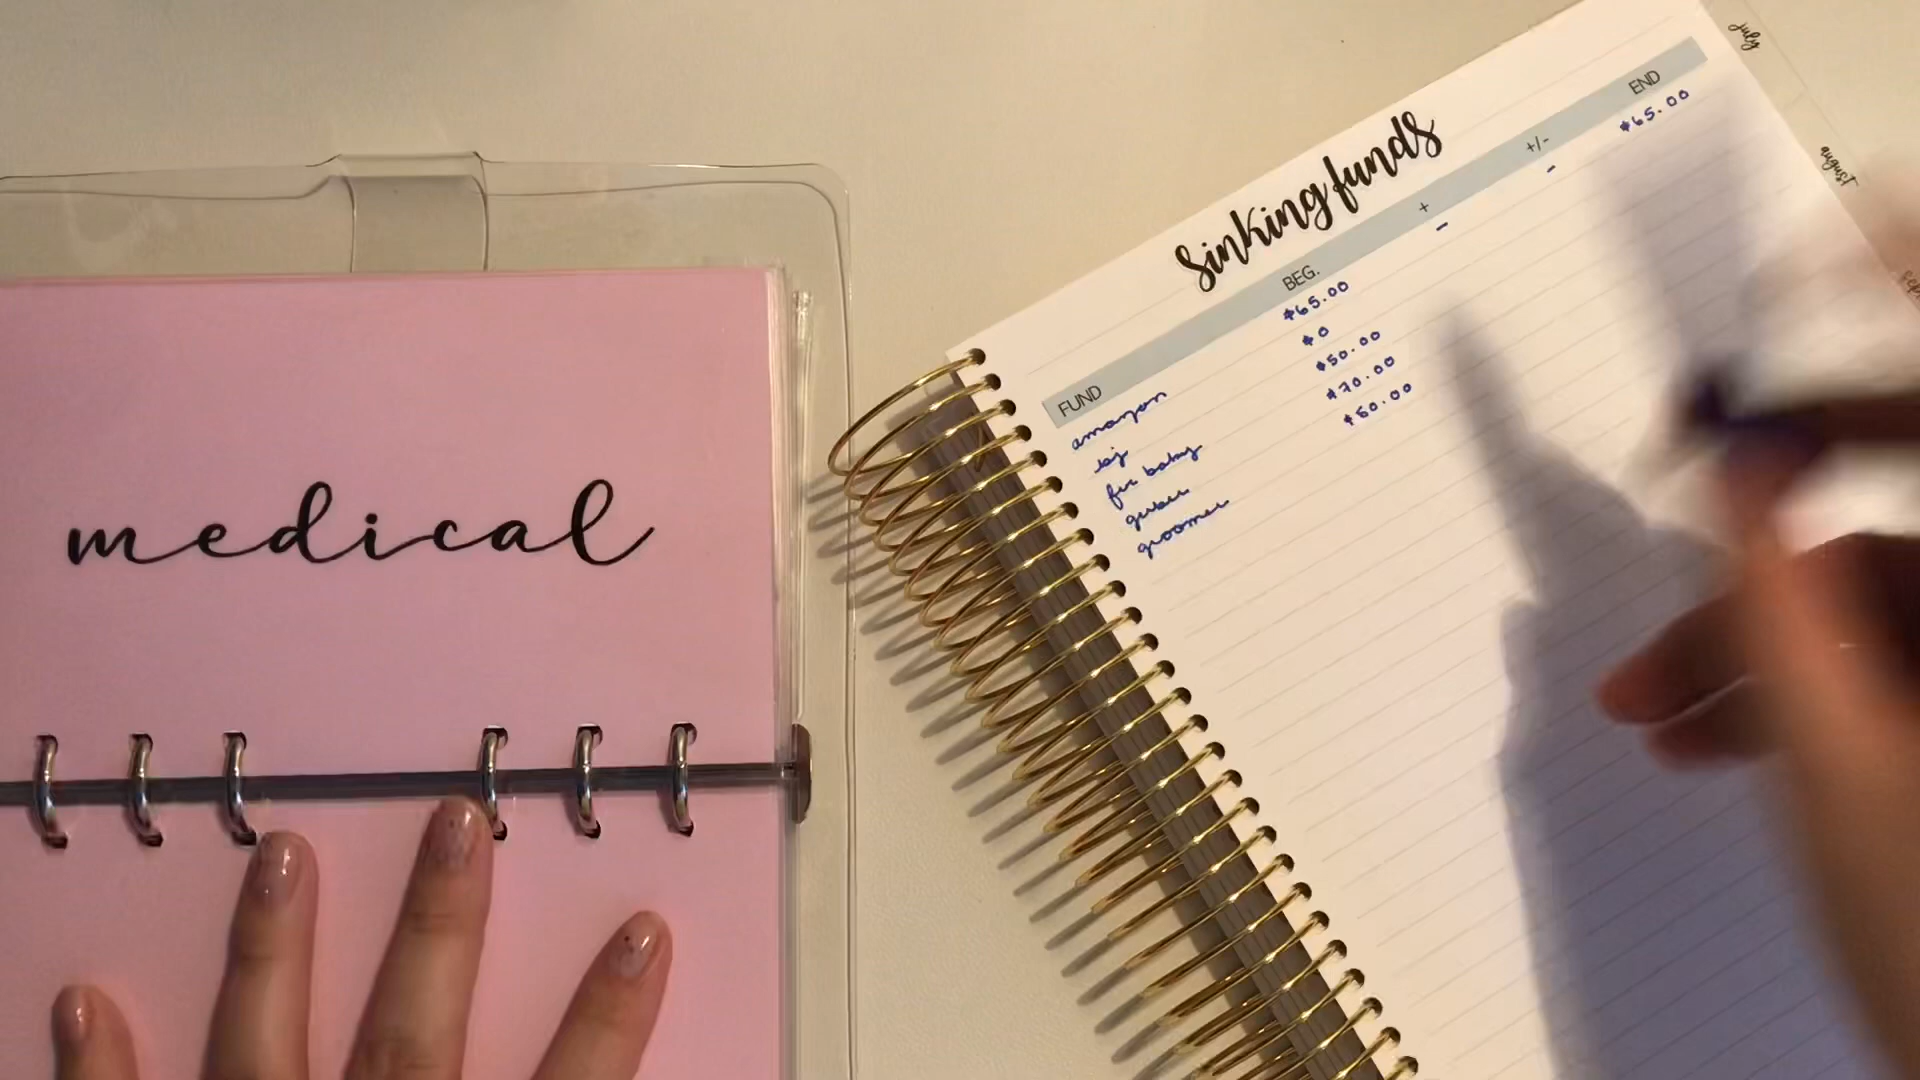 medical
sinking funds
FUND BEG. + +/- END
amazon $65.00 - - $65.00
bj $0
fur baby $50.00
$70.00
groomer $60.00
july
august